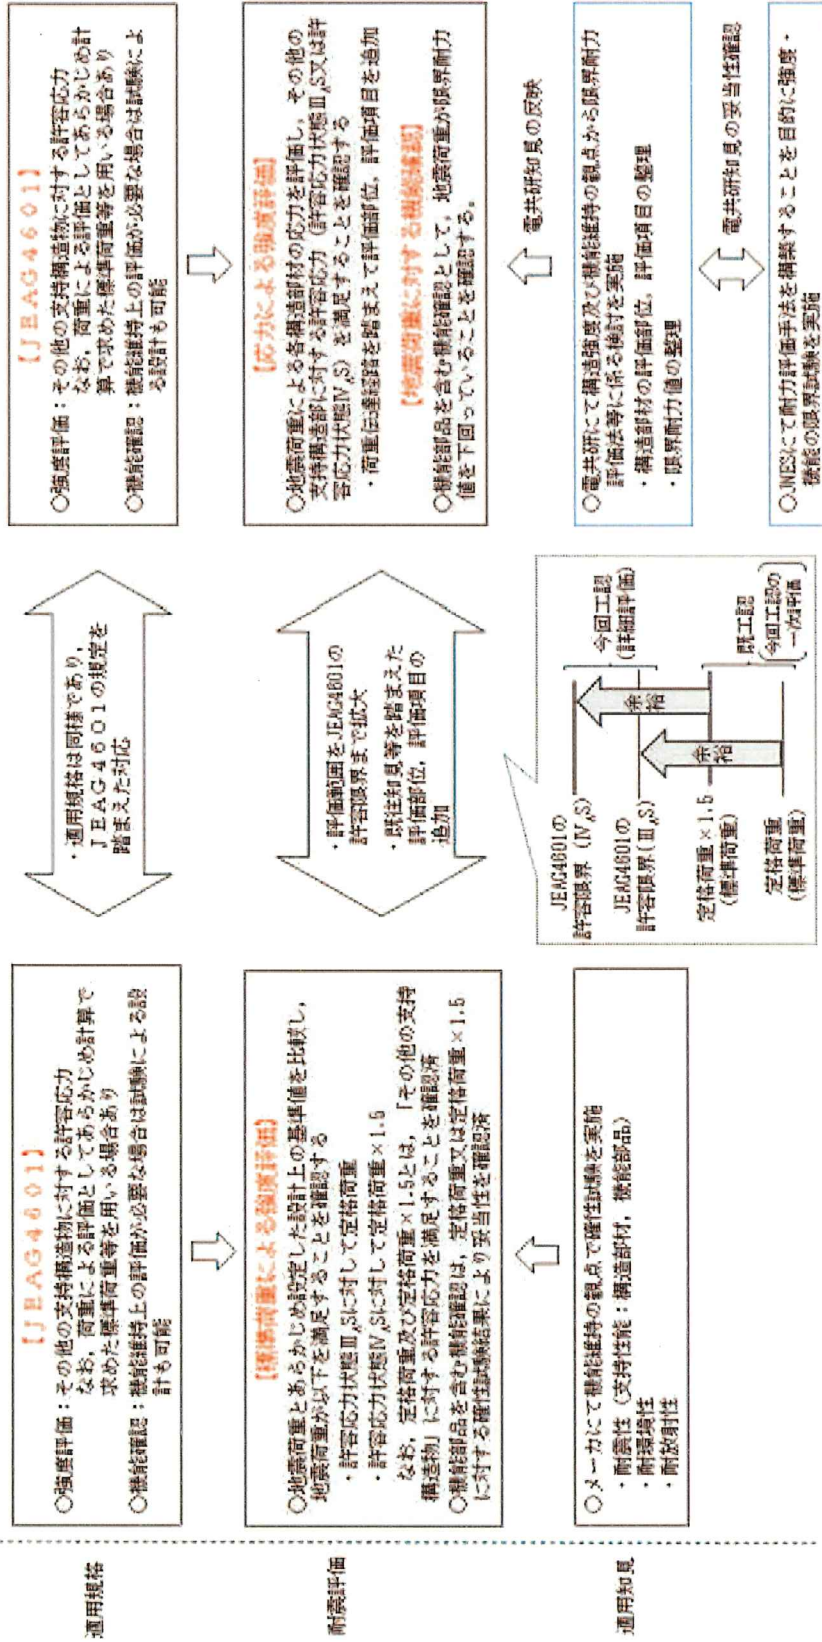 適用規格
【JEAG4601】
○強度評価：その他の支持構造物に対する許容応力
なお，荷重による評価としてあらかじめ計算で
求めた標準荷重等を用いる場合あり
○機能確認：機能維持上の評価が必要な場合は試験による設
計も可能
・適用規格は同様であり，
JEAG4601の規定を
踏まえた対応
【JEAG4601】
○強度評価：その他の支持構造物に対する許容応力
なお，荷重による評価としてあらかじめ計
算で求めた標準荷重等を用いる場合あり
○機能確認：機能維持上の評価が必要な場合は試験によ
る設計も可能
耐震評価
【標準荷重による強度評価】
○地震荷重とあらかじめ設定した設計上の基準値を比較し，
地震荷重が以下を満足することを確認する
・許容応力状態ⅢASに対して定格荷重
・許容応力状態ⅣASに対して定格荷重×1.5
なお，定格荷重及び定格荷重×1.5とは，「その他の支持
構造物」に対する許容応力を満足することを確認済
○機能部品を含む機能確認は，定格荷重又は定格荷重×1.5
に対する確性試験結果により妥当性を確認済
・評価範囲をJEAG4601の
許容限界まで拡大
・既往知見等を踏まえた
評価部位，評価項目の
追加
【応力による強度評価】
○地震荷重による各構造部材の応力を評価し，その他の
支持構造部に対する許容応力（許容応力状態ⅢAS又は許
容応力状態ⅣAS）を満足することを確認する
・荷重伝達経路を踏まえて評価部位，評価項目を追加
【地震荷重に対する機能確認】
○機能部品を含む機能確認として，地震荷重が限界耐力
値を下回っていることを確認する。
適用知見
○メーカにて機能維持の観点で確性試験を実施
・耐震性（支持性能：構造部材，機能部品）
・耐環境性
・耐放射性
JEAG4601の
許容限界（ⅣAS）
JEAG4601の
許容限界（ⅢAS）
定格荷重×1.5
（標準荷重）
定格荷重
（標準荷重）
余裕
余裕
今回工認
（詳細評価）
既工認
今回工認の
一次評価
電共研知見の反映
○電共研にて構造強度及び機能維持の観点から限界耐力
評価法等に係る検討を実施
・構造部材の評価部位，評価項目の整理
・限界耐力値の整理
電共研知見の妥当性確認
○JNESにて耐力評価手法を構築することを目的に強度・
機能の限界試験を実施